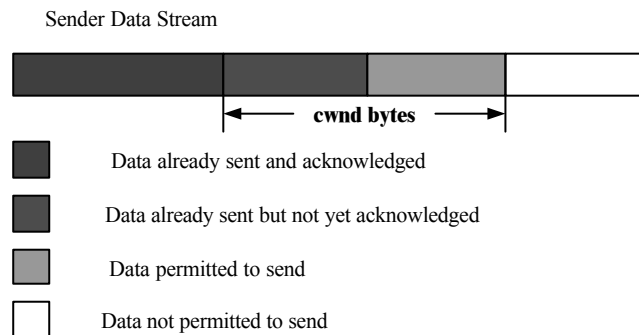 Sender Data Stream
cwnd bytes
Data already sent and acknowledged
Data already sent but not yet acknowledged
Data permitted to send
Data not permitted to send